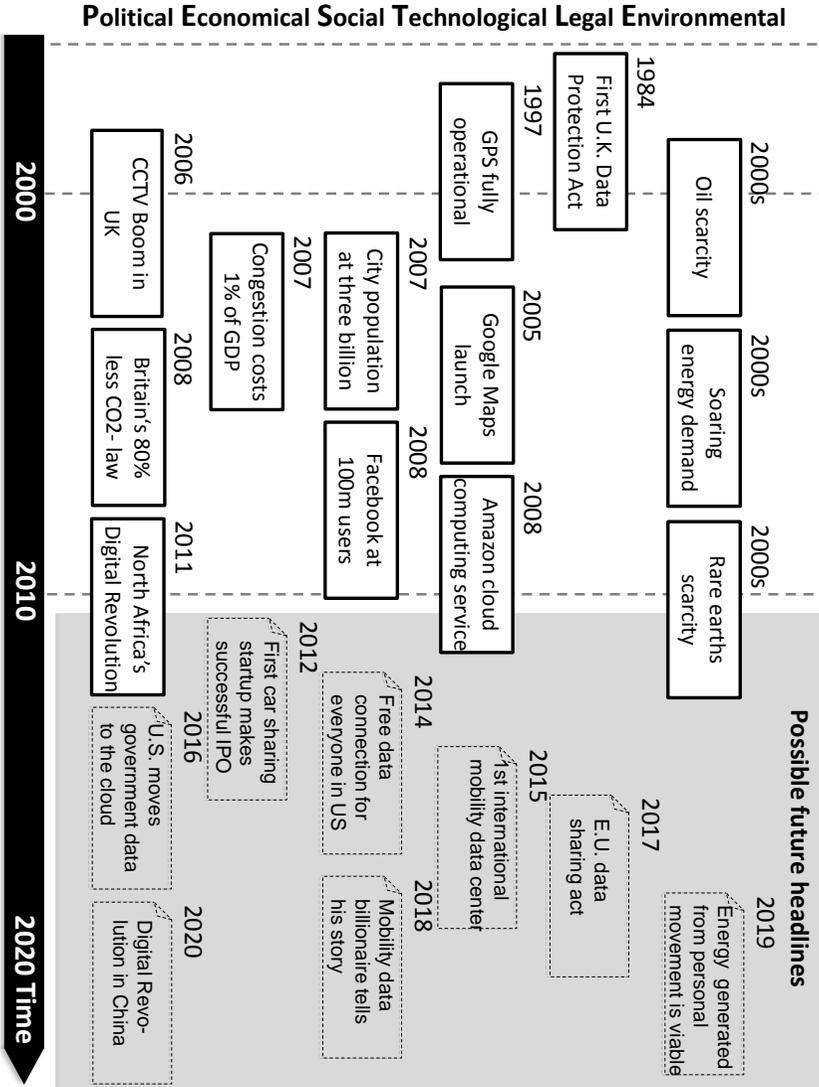 Political Economical Social Technological Legal Environmental
Possible future headlines
2000s
Oil scarcity
2000s
Soaring
energy demand
2000s
Rare earths
scarcity
2019
Energy generated
from personal
movement is viable
1984
First U.K. Data
Protection Act
2017
E.U. data
sharing act
1997
GPS fully
operational
2005
Google Maps
launch
2008
Amazon cloud
computing service
2015
1st international
mobility data center
2007
City population
at three billion
2008
Facebook at
100m users
2014
Free data
connection for
everyone in US
2018
Mobility data
billionaire tells
his story
2007
Congestion costs
1% of GDP
2012
First car sharing
startup makes
successful IPO
2006
CCTV Boom in
UK
2008
Britain's 80%
less CO2- law
2011
North Africa's
Digital Revolution
2016
U.S. moves
government data
to the cloud
2020
Digital Revo-
lution in China
2000
2010
2020 Time